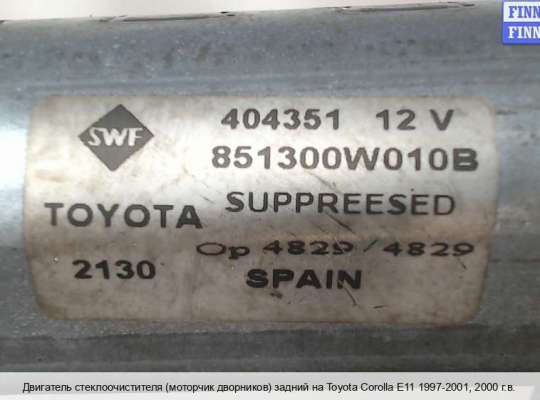 FINN
FINN
SWF
404351 12 V
851300W010B
TOYOTA
SUPPREESED
2130
Op 4829/4829
SPAIN
Двигатель стеклоочистителя (моторчик дворников) задний на Toyota Corolla E11 1997-2001, 2000 г.в.